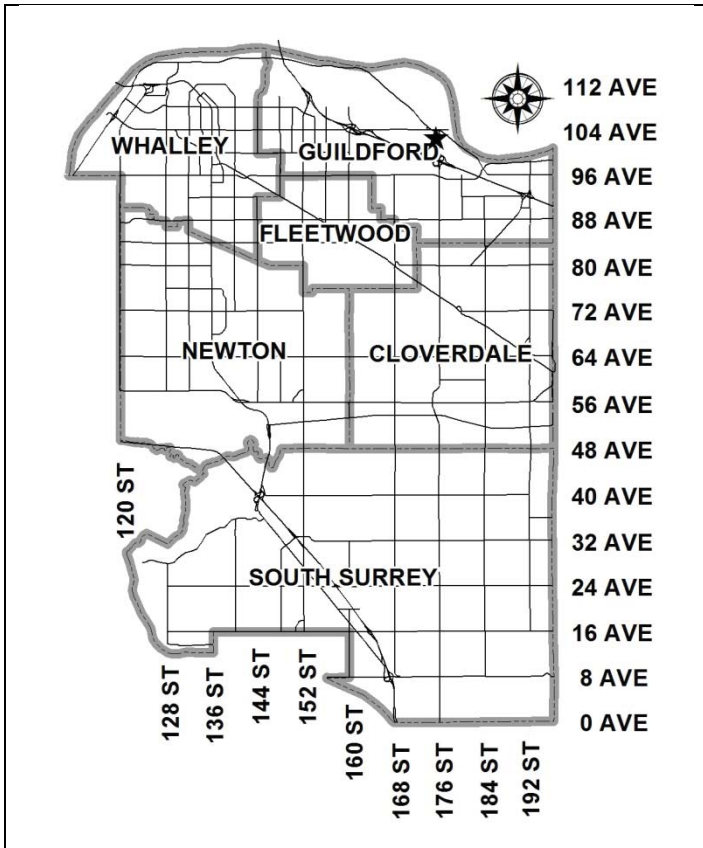 112 AVE
104 AVE
WHALLEY
GUILDFORD
96 AVE
88 AVE
FLEETWOOD
80 AVE
72 AVE
NEWTON
CLOVERDALE
64 AVE
56 AVE
48 AVE
120 ST
40 AVE
32 AVE
SOUTH SURREY
24 AVE
16 AVE
128 ST
136 ST
144 ST
152 ST
160 ST
8 AVE
0 AVE
168 ST
176 ST
184 ST
192 ST